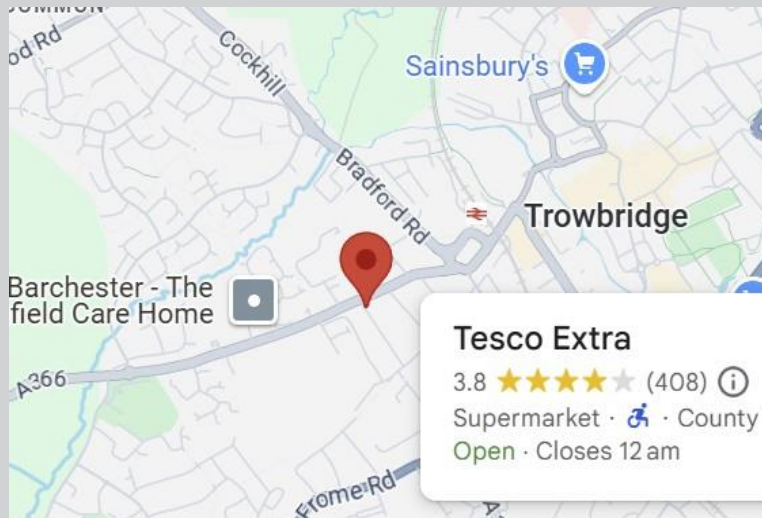 od Rd
Cockhill
Sainsbury's
Bradford Rd
Trowbridge
Barchester - The
field Care Home
A366
Tesco Extra
3.8 (408)
Supermarket · · County
Open · Closes 12 am
Frome Rd